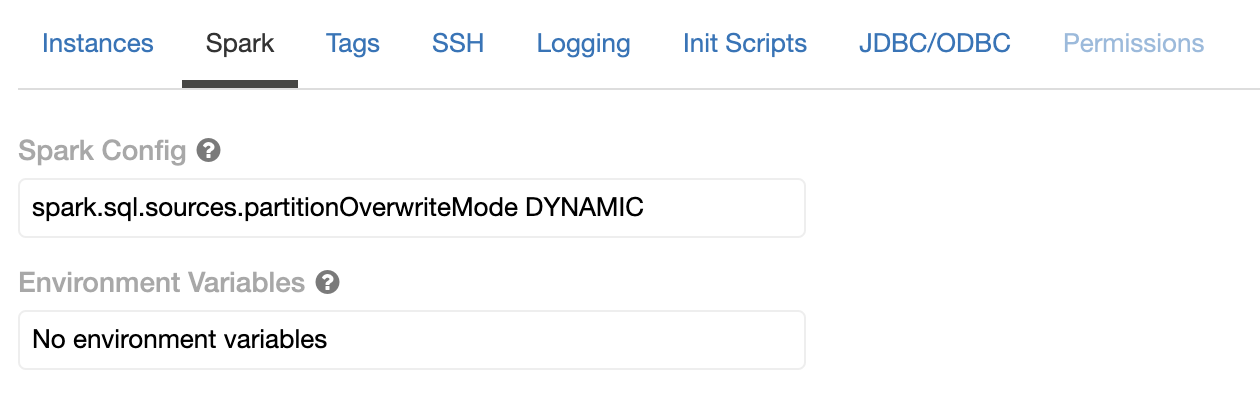 Instances Spark Tags SSH Logging Init Scripts JDBC/ODBC Permissions
Spark Config ?
spark.sql.sources.partitionOverwriteMode DYNAMIC
Environment Variables ?
No environment variables